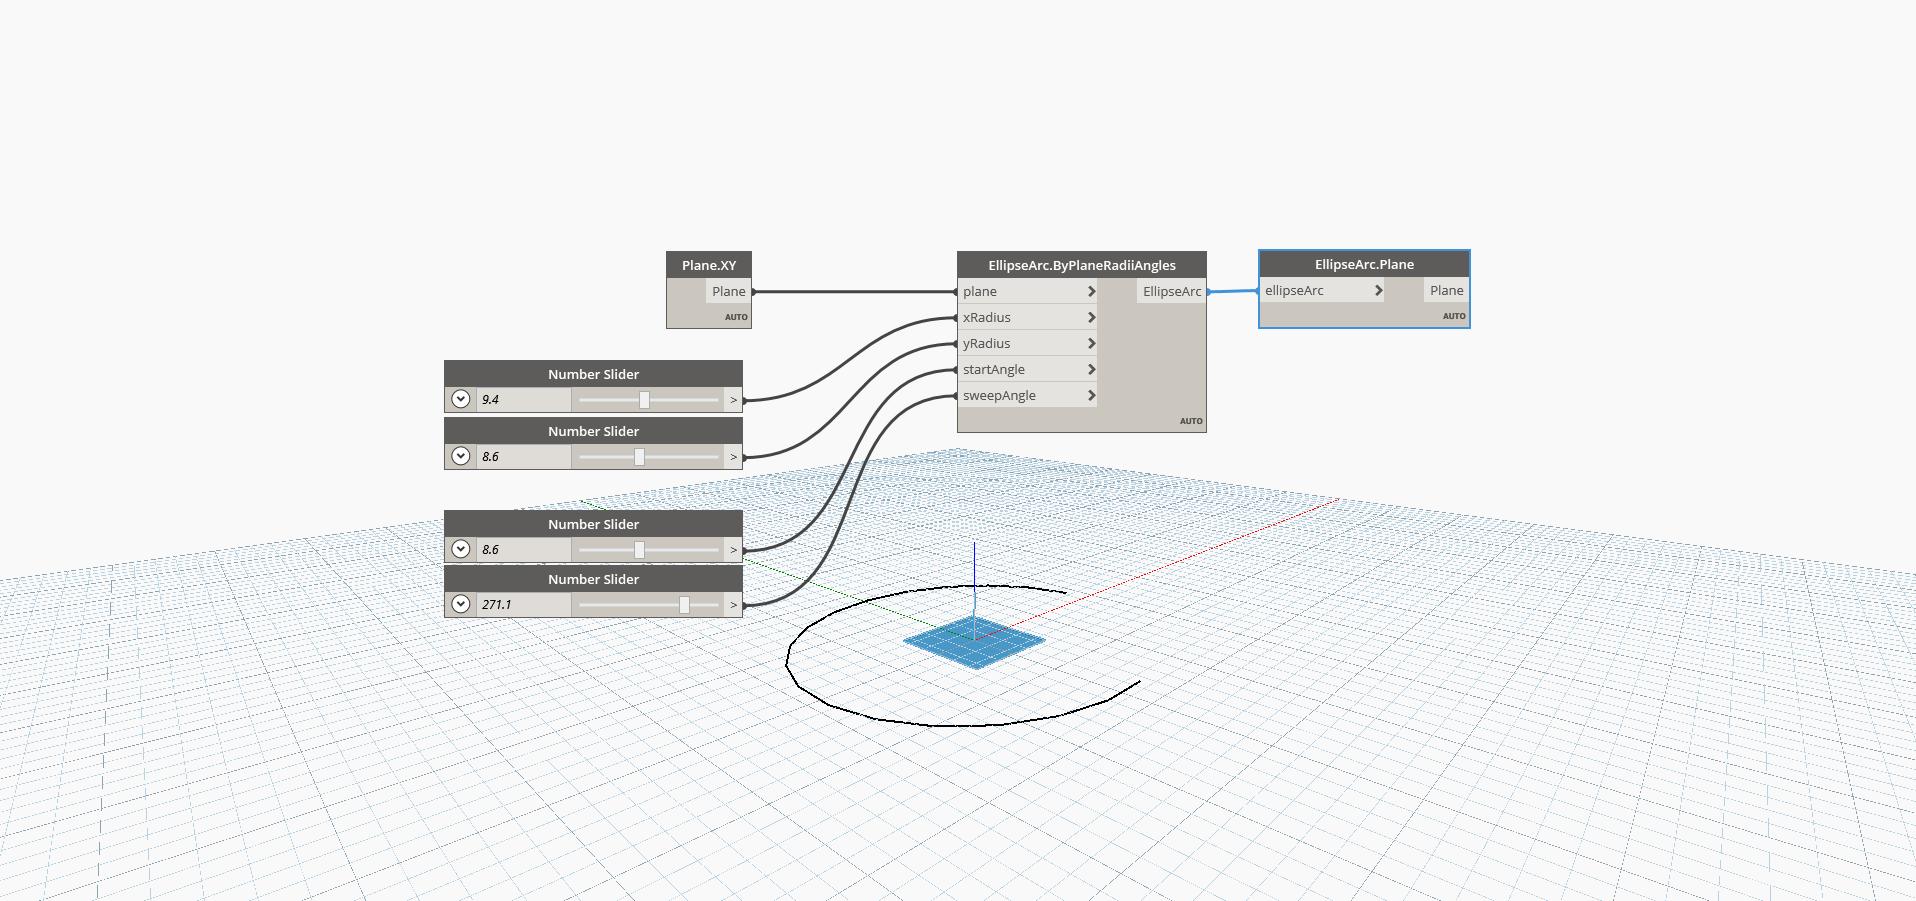 Plane.XY
Plane
AUTO
EllipseArc.ByPlaneRadiiAngles
plane > EllipseArc
xRadius >
yRadius >
startAngle >
sweepAngle >
AUTO
EllipseArc.Plane
ellipseArc > Plane
AUTO
Number Slider
9.4 >
Number Slider
8.6 >
Number Slider
8.6 >
Number Slider
271.1 >